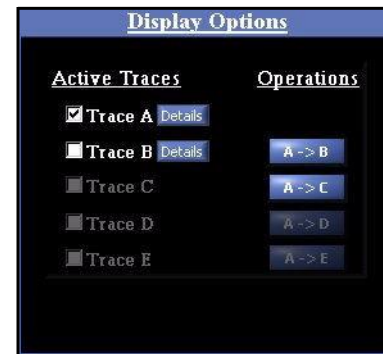 Display Options
Active Traces Operations
Trace A Details
Trace B Details A -> B
Trace C A -> C
Trace D A -> D
Trace E A -> E